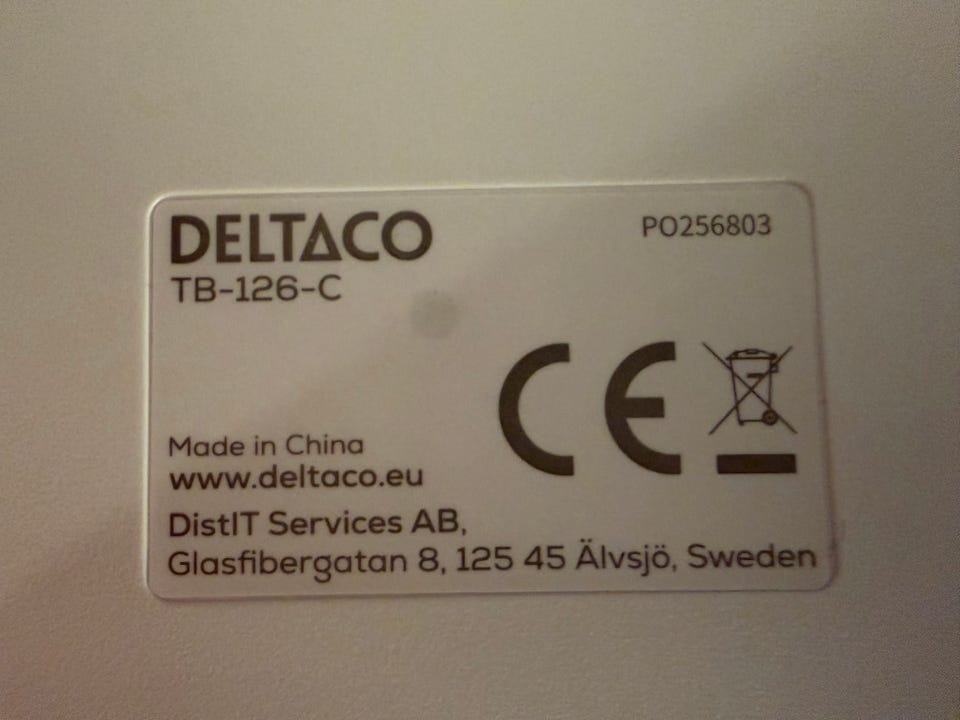 DELTACO
PO256803
TB-126-C
CE
Made in China
www.deltaco.eu
DistIT Services AB,
Glasfibergatan 8, 125 45 Älvsjö, Sweden